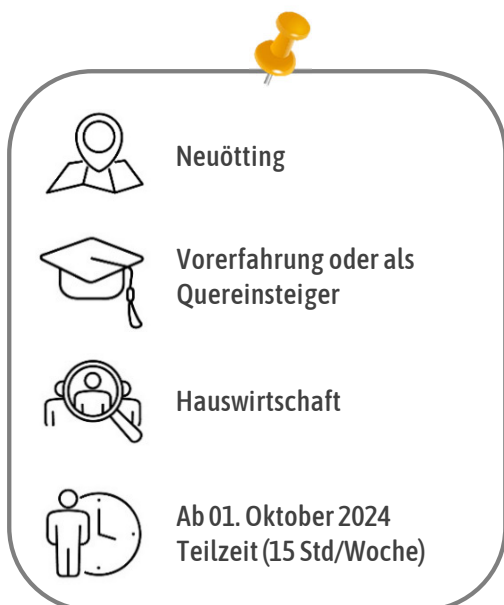 Neuötting
Vorerfahrung oder als
Quereinsteiger
Hauswirtschaft
Ab 01. Oktober 2024
Teilzeit (15 Std/Woche)